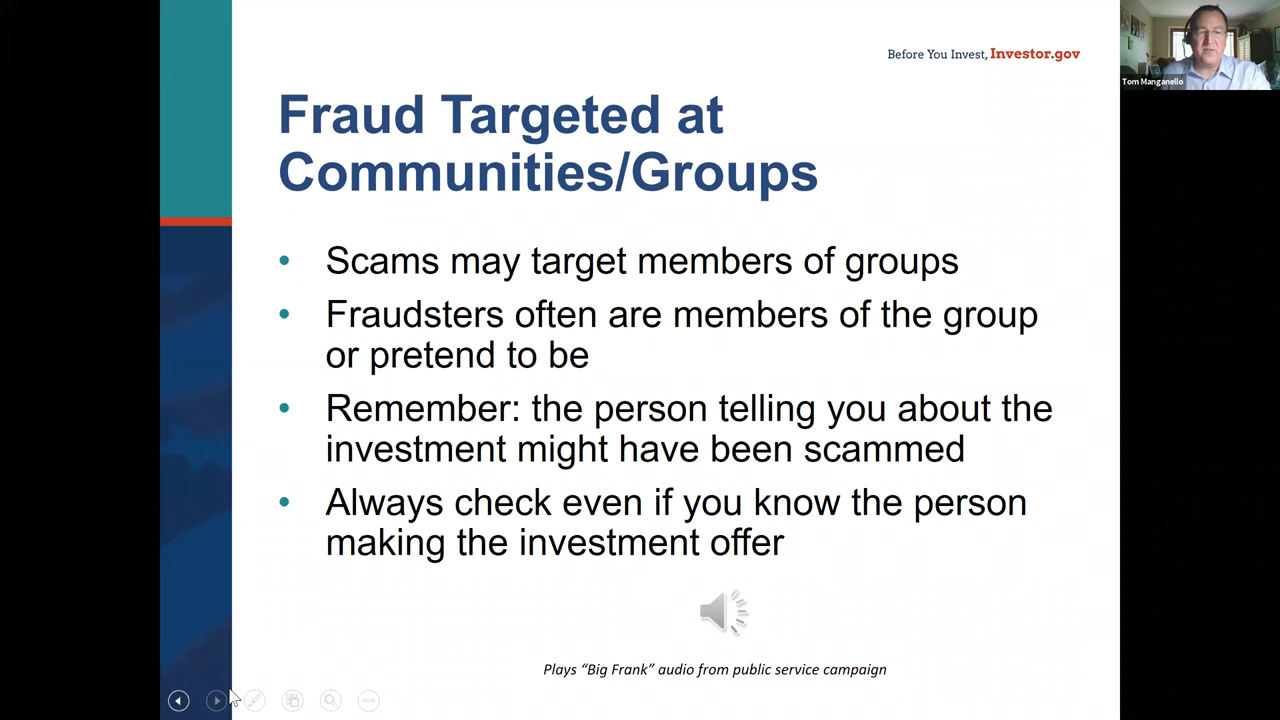 Before You Invest, Investor.gov
Tom Manganello
Fraud Targeted at
Communities/Groups
• Scams may target members of groups
• Fraudsters often are members of the group
or pretend to be
• Remember: the person telling you about the
investment might have been scammed
• Always check even if you know the person
making the investment offer
Plays “Big Frank” audio from public service campaign